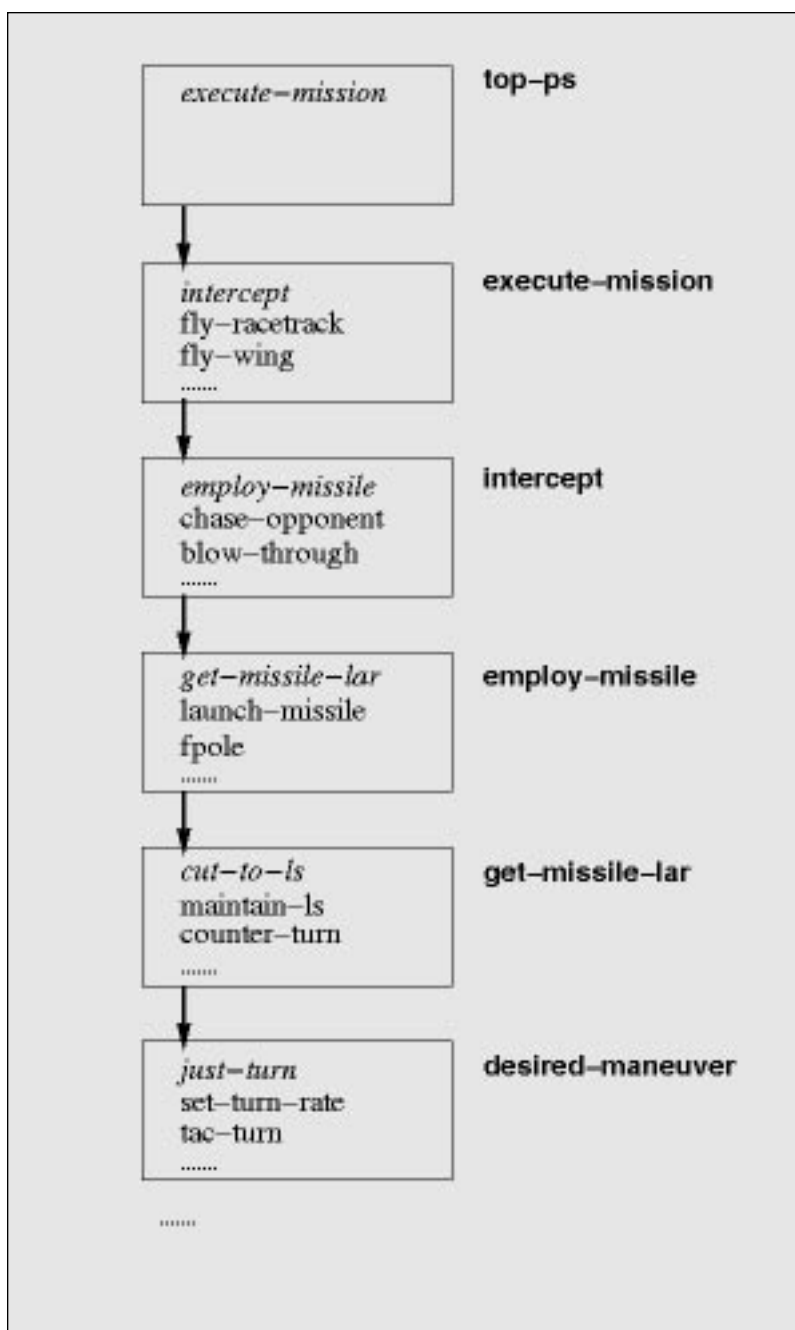 top–ps
execute–mission
execute–mission
intercept
fly–racetrack
fly–wing
.......
intercept
employ–missile
chase–opponent
blow–through
.......
employ–missile
get–missile–lar
launch–missile
fpole
.......
get–missile–lar
cut–to–ls
maintain–ls
counter–turn
.......
desired–maneuver
just–turn
set–turn–rate
tac–turn
.......
.......